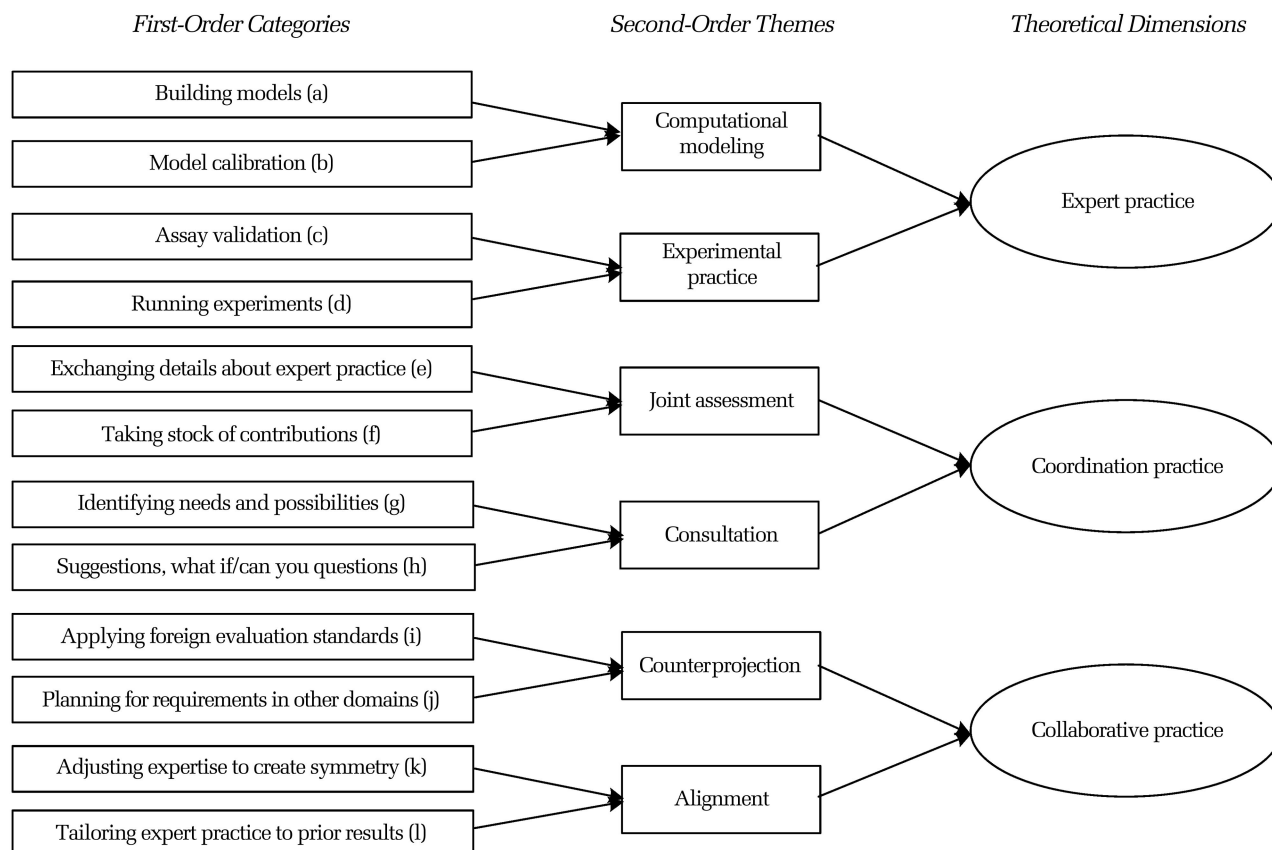 First-Order Categories
Second-Order Themes
Theoretical Dimensions
Building models (a)
Model calibration (b)
Assay validation (c)
Running experiments (d)
Exchanging details about expert practice (e)
Taking stock of contributions (f)
Identifying needs and possibilities (g)
Suggestions, what if/can you questions (h)
Applying foreign evaluation standards (i)
Planning for requirements in other domains (j)
Adjusting expertise to create symmetry (k)
Tailoring expert practice to prior results (l)
Computational
modeling
Experimental
practice
Joint assessment
Consultation
Counterprojection
Alignment
Expert practice
Coordination practice
Collaborative practice